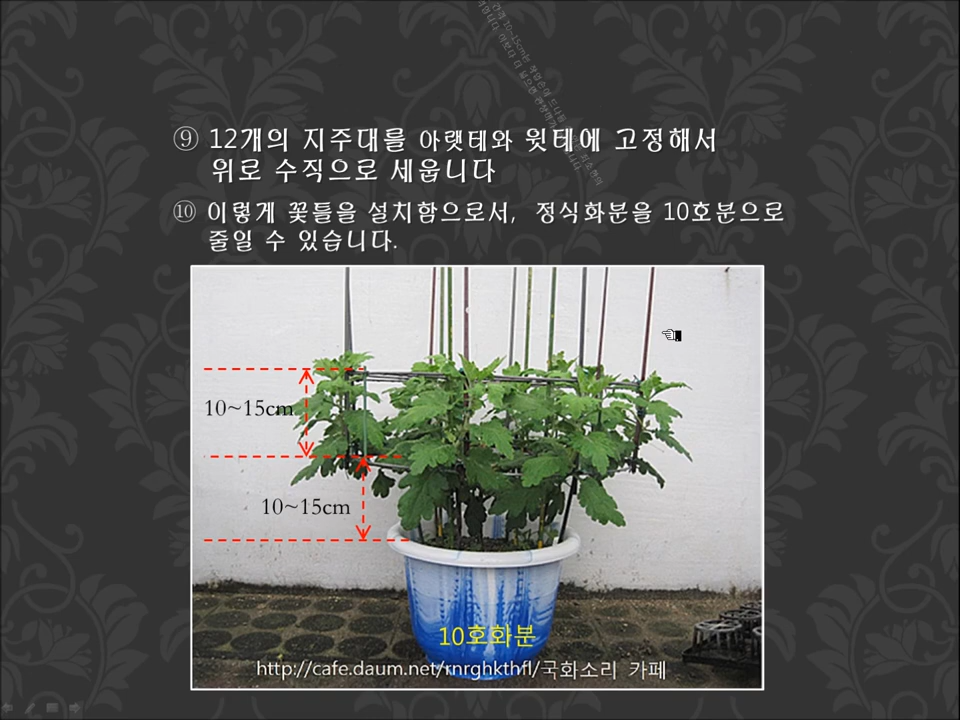 ⑨ 12개의 지주대를 아랫테와 윗테에 고정해서
위로 수직으로 세웁니다
⑩ 이렇게 꽃틀을 설치함으로서, 정식화분을 10호분으로
줄일 수 있습니다.
10~15cm
10~15cm
10호화분
http://cafe.daum.net/rnrghkthfl/국화소리 카페